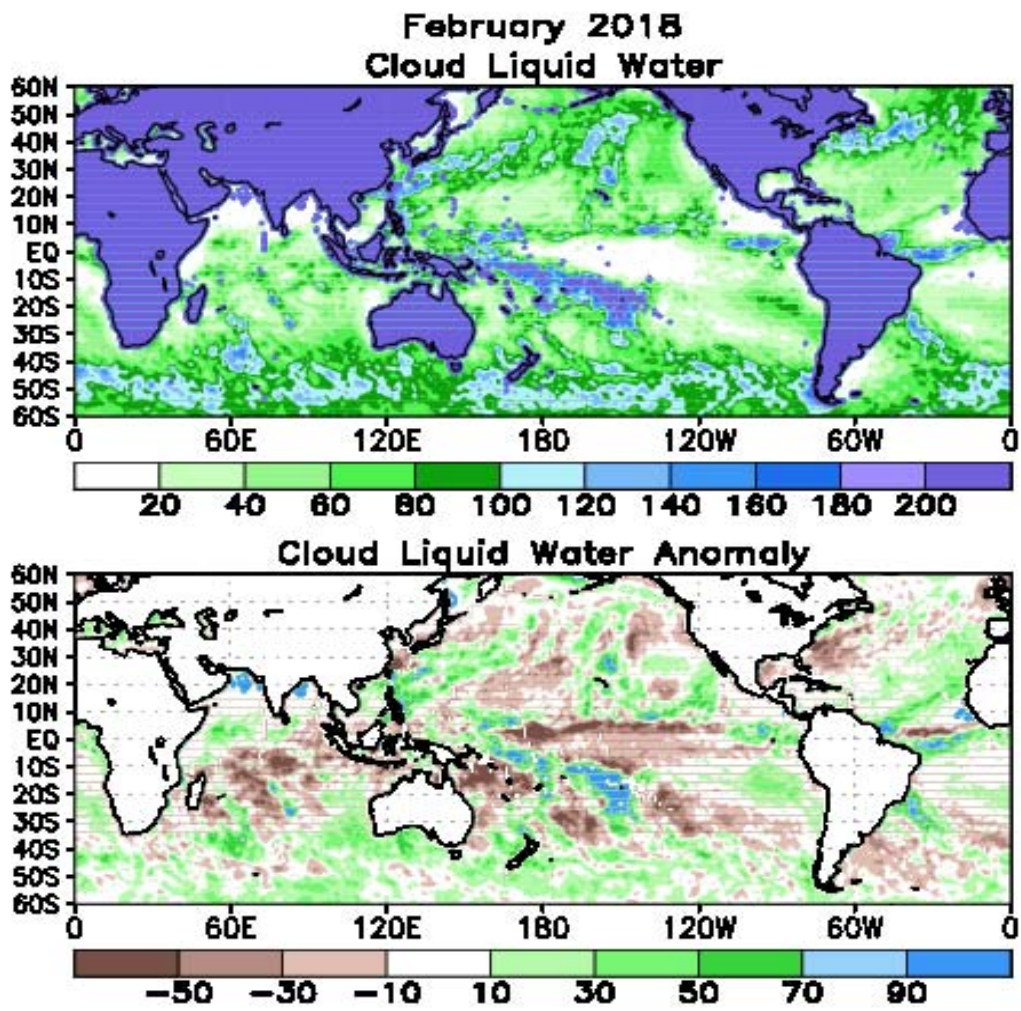 February 2018
Cloud Liquid Water
60N
50N
40N
30N
20N
10N
EQ
10S
20S
30S
40S
50S
60S
0 60E 120E 180 120W 60W 0
20 40 60 80 100 120 140 160 180 200
Cloud Liquid Water Anomaly
60N
50N
40N
30N
20N
10N
EQ
10S
20S
30S
40S
50S
60S
0 60E 120E 180 120W 60W 0
-50 -30 -10 10 30 50 70 90